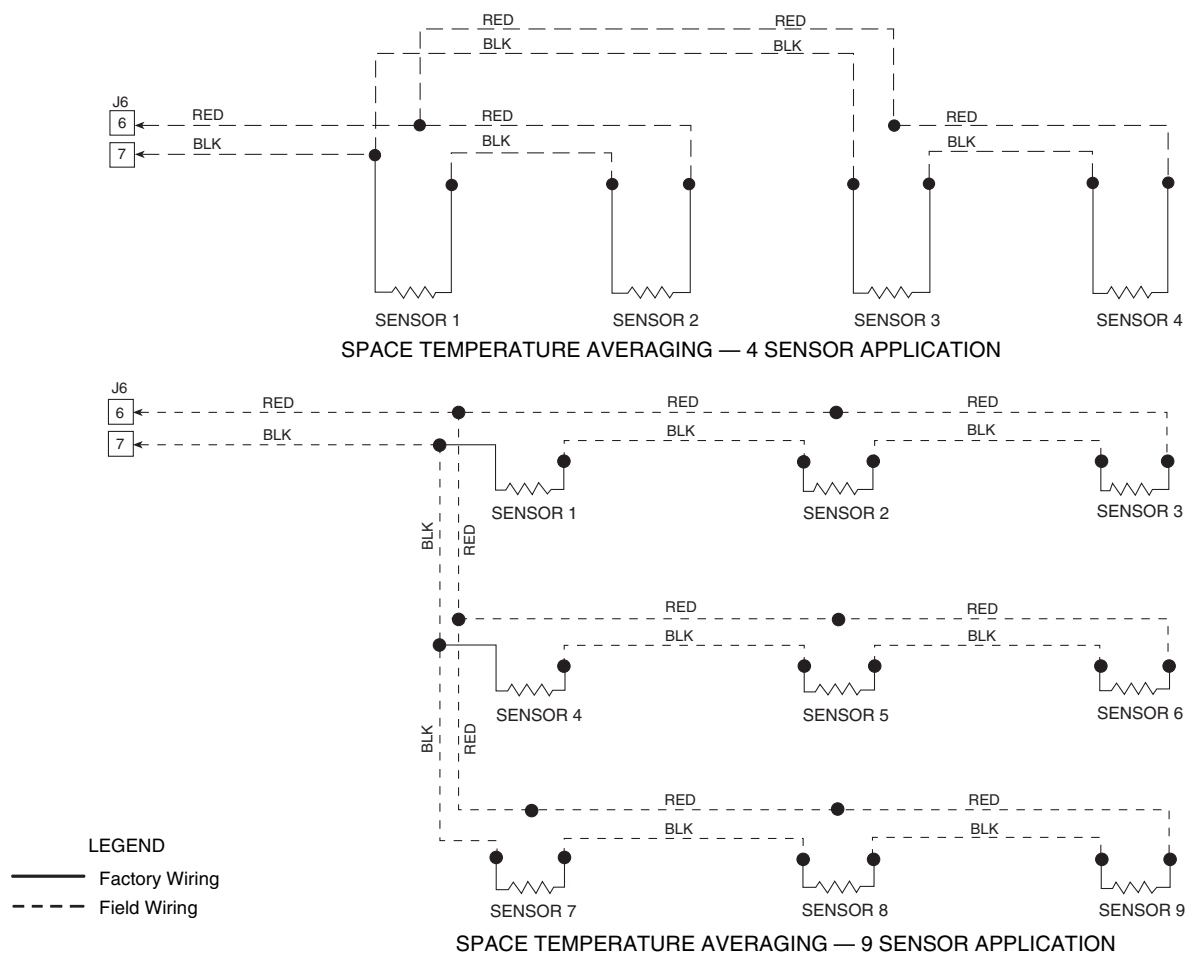 RED RED
BLK BLK
J6
6 RED RED RED
7 BLK BLK BLK
SENSOR 1 SENSOR 2 SENSOR 3 SENSOR 4
SPACE TEMPERATURE AVERAGING — 4 SENSOR APPLICATION
J6
6 RED RED RED
7 BLK BLK BLK
SENSOR 1 SENSOR 2 SENSOR 3
BLK RED
RED RED
BLK BLK
SENSOR 4 SENSOR 5 SENSOR 6
BLK RED
RED RED
BLK BLK
SENSOR 7 SENSOR 8 SENSOR 9
LEGEND
Factory Wiring
Field Wiring
SPACE TEMPERATURE AVERAGING — 9 SENSOR APPLICATION